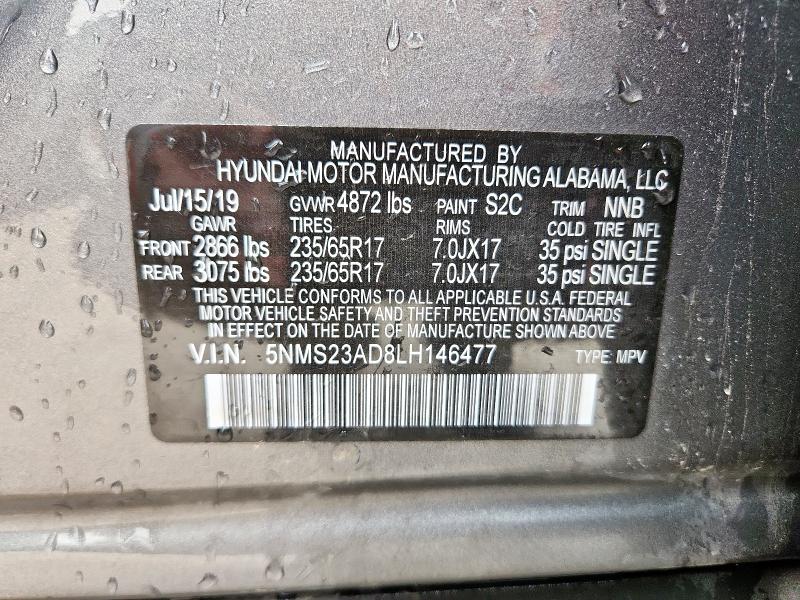 MANUFACTURED BY
HYUNDAI MOTOR MANUFACTURING ALABAMA, LLC
Jul/15/19 GVWR 4872 lbs PAINT S2C TRIM NNB
GAWR TIRES RIMS COLD TIRE INFL
FRONT 2866 lbs 235/65R17 7.0JX17 35 psi SINGLE
REAR 3075 lbs 235/65R17 7.0JX17 35 psi SINGLE
THIS VEHICLE CONFORMS TO ALL APPLICABLE U.S.A. FEDERAL
MOTOR VEHICLE SAFETY AND THEFT PREVENTION STANDARDS
IN EFFECT ON THE DATE OF MANUFACTURE SHOWN ABOVE.
V.I.N. 5NMS23AD8LH146477 TYPE: MPV